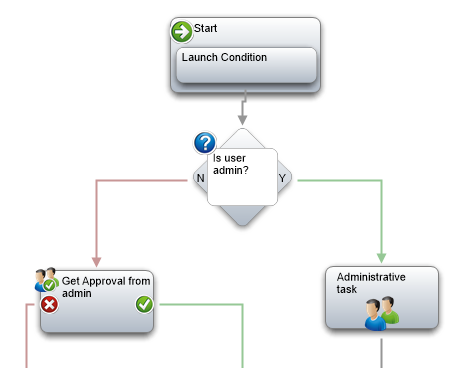 Start
Launch Condition
?
Is user
admin?
N
Y
Get Approval from
admin
Administrative
task